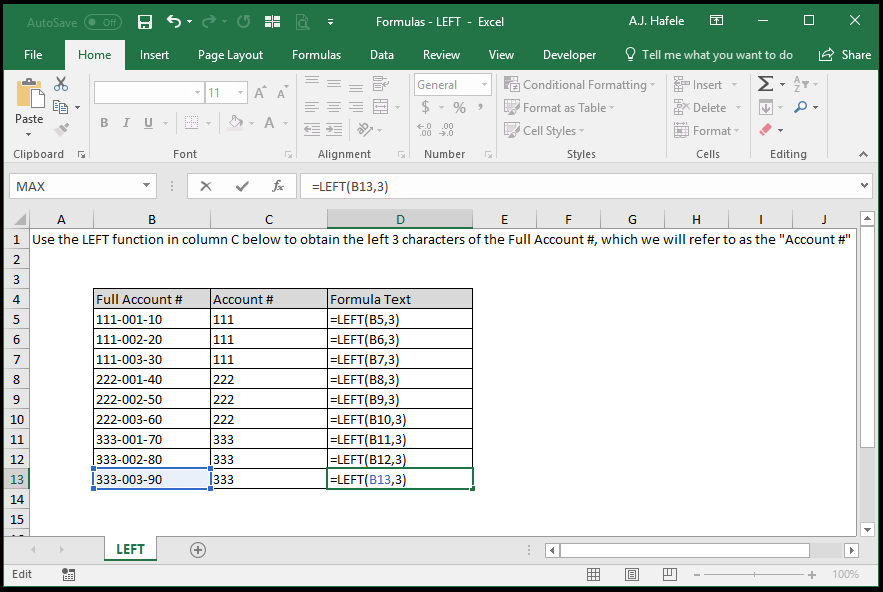 AutoSave Off Formulas - LEFT - Excel A.J. Hafele
File Home Insert Page Layout Formulas Data Review View Developer Tell me what you want to do Share
Paste
B I U
11 A A
General
$ % ,
.00 .0
Conditional Formatting
Format as Table
Cell Styles
Insert
Delete
Format
Clipboard Font Alignment Number Styles Cells Editing
MAX fx =LEFT(B13,3)
A B C D E F G H I J
1 Use the LEFT function in column C below to obtain the left 3 characters of the Full Account #, which we will refer to as the "Account #"
2
3
4 Full Account # Account # Formula Text
5 111-001-10 111 =LEFT(B5,3)
6 111-002-20 111 =LEFT(B6,3)
7 111-003-30 111 =LEFT(B7,3)
8 222-001-40 222 =LEFT(B8,3)
9 222-002-50 222 =LEFT(B9,3)
10 222-003-60 222 =LEFT(B10,3)
11 333-001-70 333 =LEFT(B11,3)
12 333-002-80 333 =LEFT(B12,3)
13 333-003-90 333 =LEFT(B13,3)
14
15
LEFT
Edit 100%